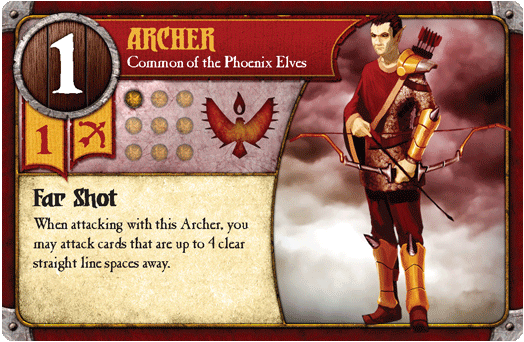 1
ARCHER
Common of the Phoenix Elves
1
Far Shot
When attacking with this Archer, you
may attack cards that are up to 4 clear
straight line spaces away.